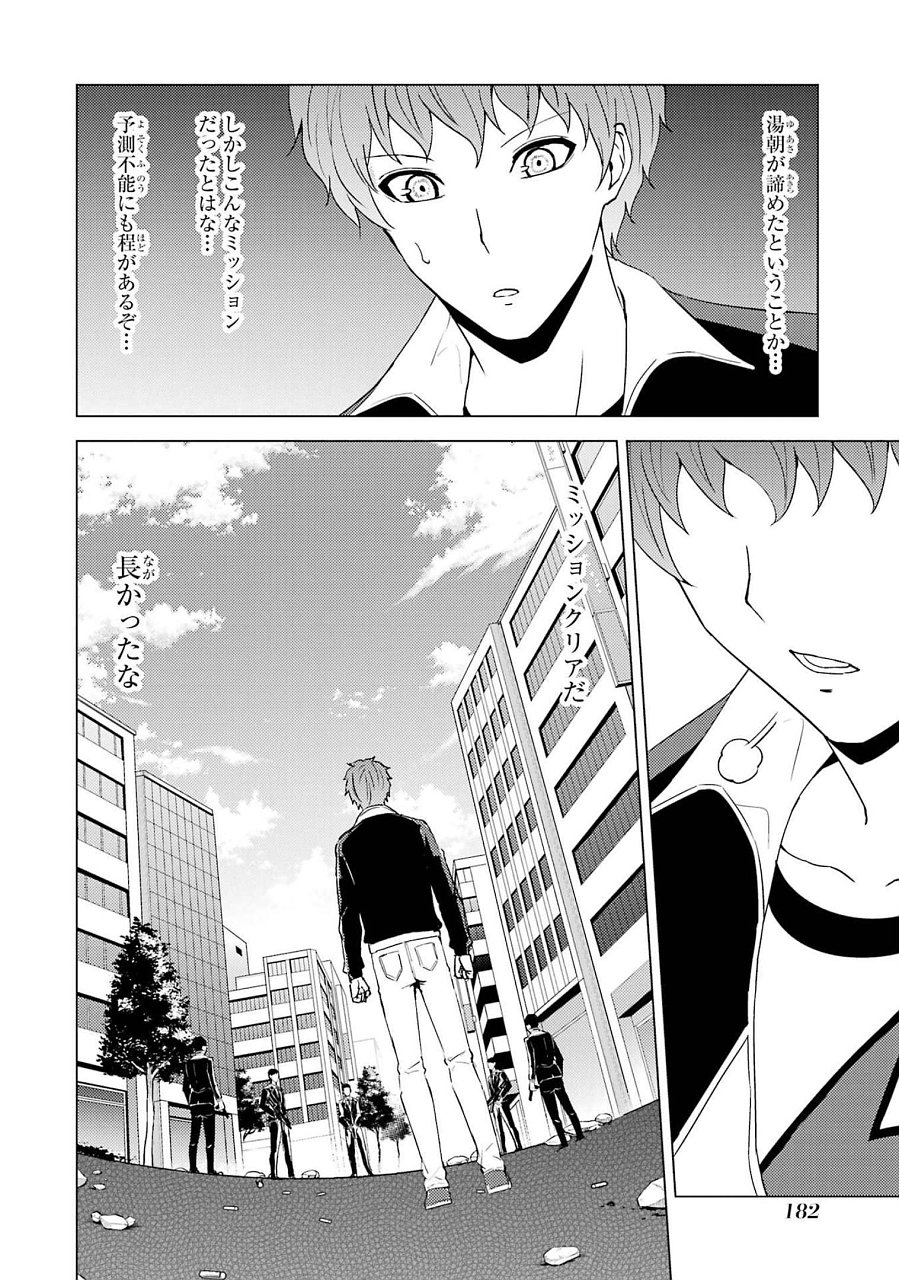 湯朝が諦めたということか…
しかしこんなミッション
だったとはな…
予測不能にも程があるぞ…
ミッションクリアだ
長かったな
182